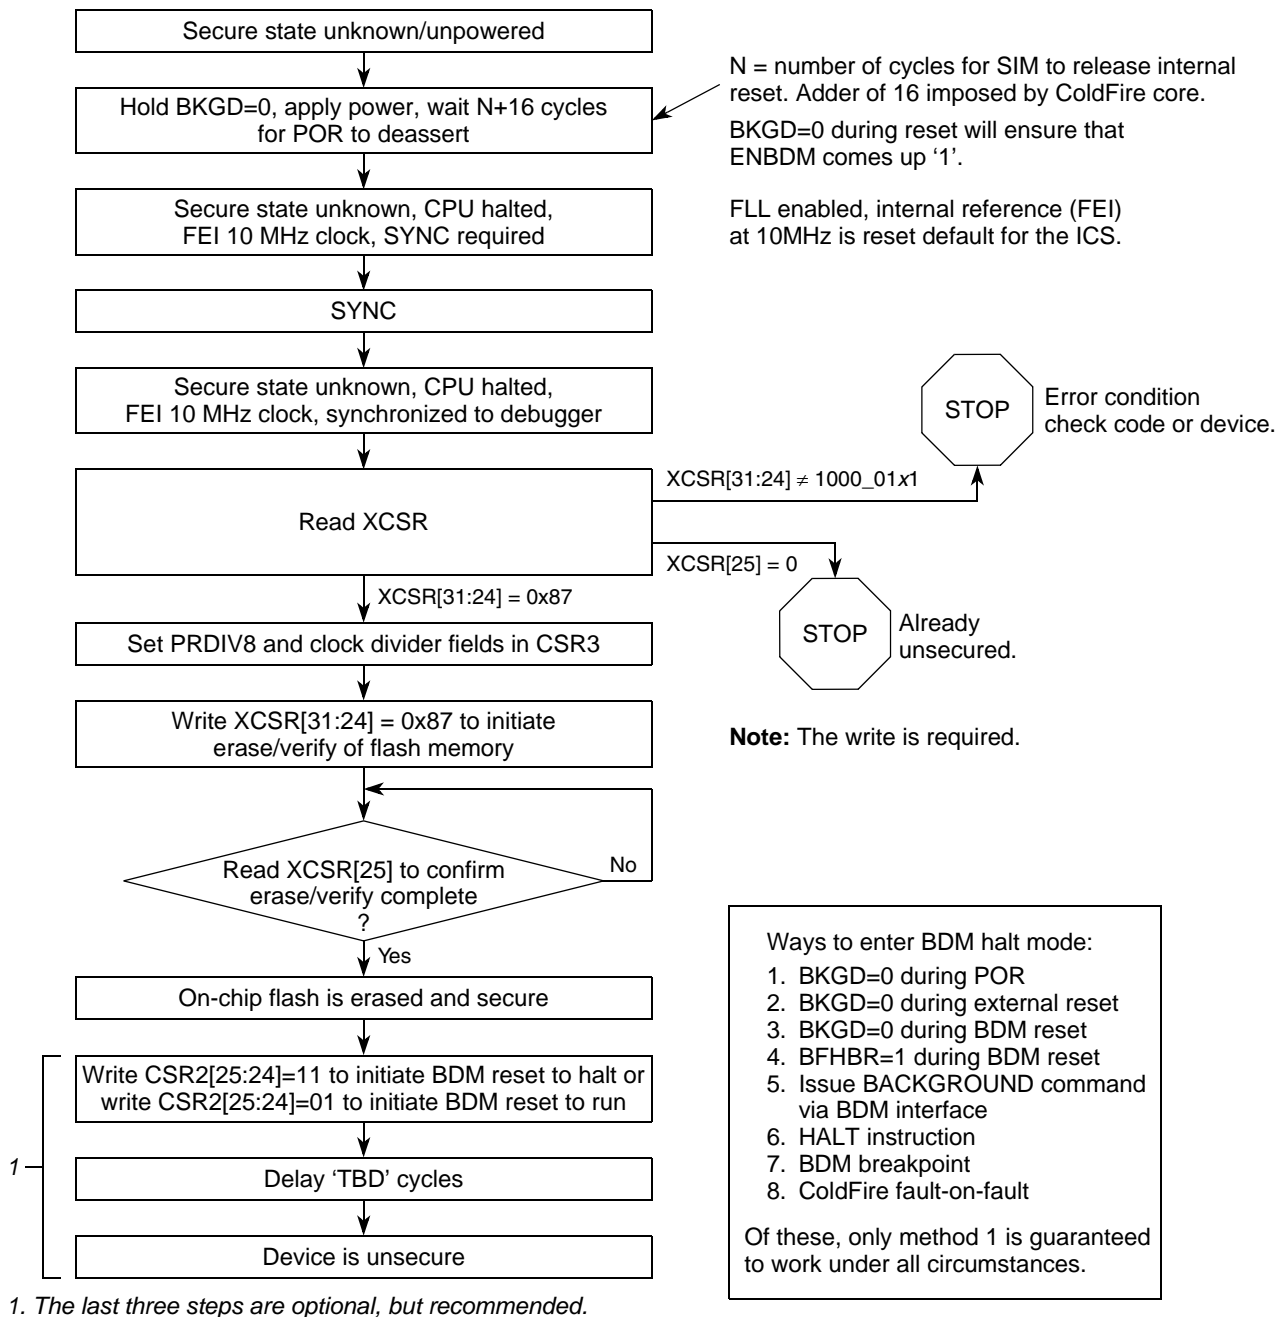 Secure state unknown/unpowered
Hold BKGD=0, apply power, wait N+16 cycles
for POR to deassert
N = number of cycles for SIM to release internal
reset. Adder of 16 imposed by ColdFire core.
BKGD=0 during reset will ensure that
ENBDM comes up ‘1’.
Secure state unknown, CPU halted,
FEI 10 MHz clock, SYNC required
FLL enabled, internal reference (FEI)
at 10MHz is reset default for the ICS.
SYNC
Secure state unknown, CPU halted,
FEI 10 MHz clock, synchronized to debugger
STOP
Error condition
check code or device.
Read XCSR
XCSR[31:24] ≠ 1000_01x1
XCSR[25] = 0
STOP
Already
unsecured.
XCSR[31:24] = 0x87
Set PRDIV8 and clock divider fields in CSR3
Write XCSR[31:24] = 0x87 to initiate
erase/verify of flash memory
Note: The write is required.
Read XCSR[25] to confirm
erase/verify complete
?
No
Yes
On-chip flash is erased and secure
Write CSR2[25:24]=11 to initiate BDM reset to halt or
write CSR2[25:24]=01 to initiate BDM reset to run
1
Delay ‘TBD’ cycles
Device is unsecure
Ways to enter BDM halt mode:
1. BKGD=0 during POR
2. BKGD=0 during external reset
3. BKGD=0 during BDM reset
4. BFHBR=1 during BDM reset
5. Issue BACKGROUND command
via BDM interface
6. HALT instruction
7. BDM breakpoint
8. ColdFire fault-on-fault
Of these, only method 1 is guaranteed
to work under all circumstances.
1. The last three steps are optional, but recommended.